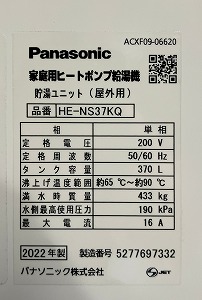 ACXF09-06620
Panasonic
家庭用ヒートポンプ給湯機
貯湯ユニット（屋外用）
品番 HE-NS37KQ
相 単相
定格電圧 200 V
定格周波数 50/60 Hz
タンク容量 370 L
沸上げ温度範囲 約65℃～約90℃
満水時質量 433 kg
水側最高使用圧力 190 kPa
最大電流 16 A
2022年製 製造番号 5277697332
パナソニック株式会社 JET